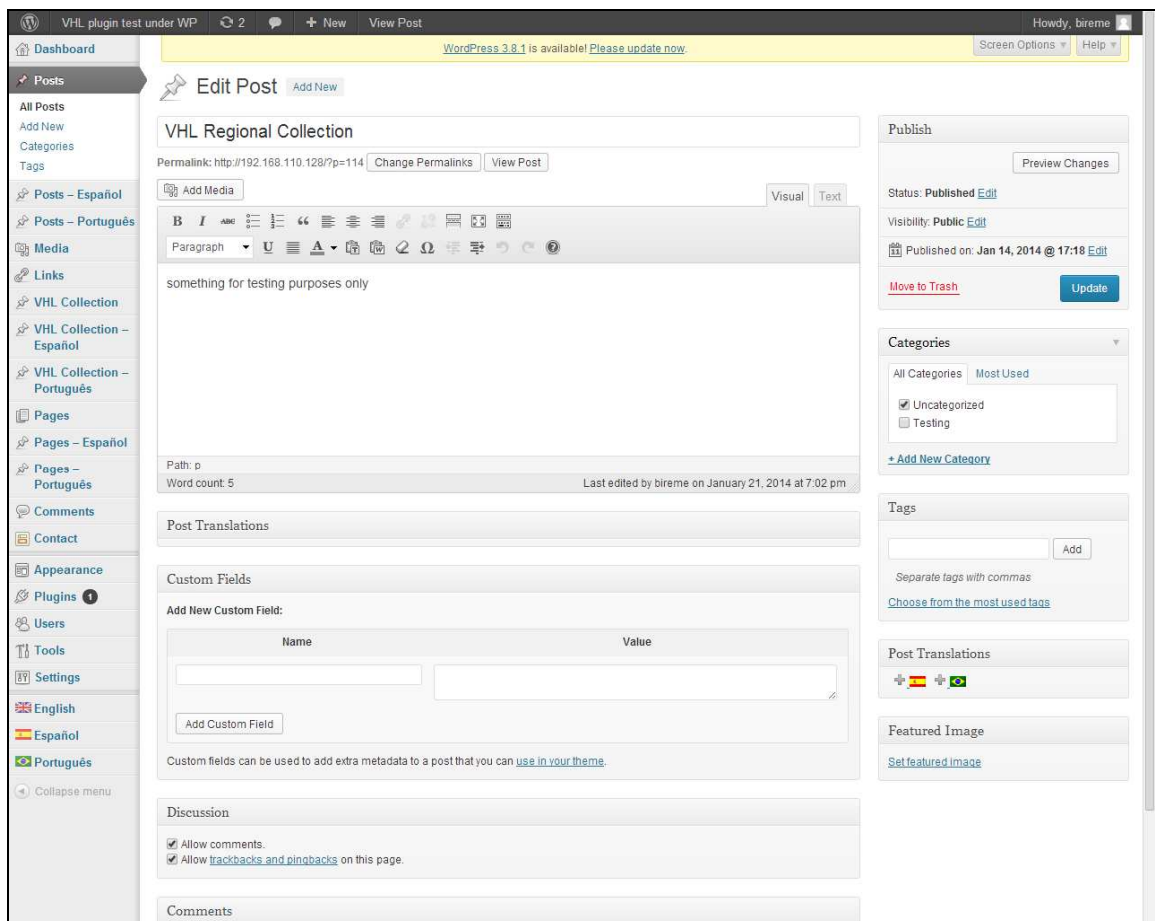 VHL plugin test under WP 2 + New View Post Howdy, bireme
Dashboard
Posts
All Posts
Add New
Categories
Tags
Posts – Español
Posts – Português
Media
Links
VHL Collection
VHL Collection –
Español
VHL Collection –
Português
Pages
Pages – Español
Pages –
Português
Comments
Contact
Appearance
Plugins 1
Users
Tools
Settings
English
Español
Português
Collapse menu
WordPress 3.8.1 is available! Please update now.
Screen Options Help
Edit Post Add New
VHL Regional Collection
Permalink: http://192.168.110.128/?p=114 Change Permalinks View Post
Add Media
Visual Text
B I ABC
Paragraph U A Ω
something for testing purposes only
Path: p
Word count: 5 Last edited by bireme on January 21, 2014 at 7:02 pm
Post Translations
Custom Fields
Add New Custom Field:
Name Value
Add Custom Field
Custom fields can be used to add extra metadata to a post that you can use in your theme.
Discussion
Allow comments.
Allow trackbacks and pingbacks on this page.
Comments
Publish
Preview Changes
Status: Published Edit
Visibility: Public Edit
Published on: Jan 14, 2014 @ 17:18 Edit
Move to Trash Update
Categories
All Categories Most Used
Uncategorized
Testing
+ Add New Category
Tags
Add
Separate tags with commas
Choose from the most used tags
Post Translations
Featured Image
Set featured image